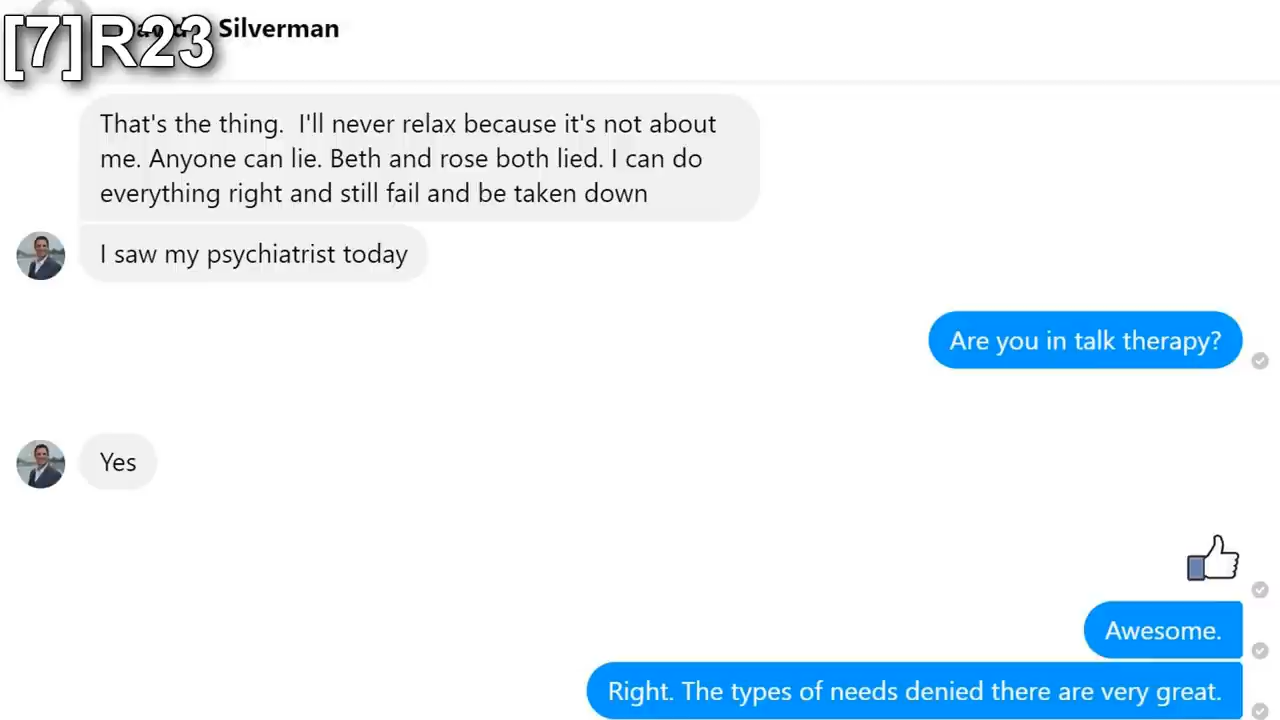 [7]R23
Silverman
That's the thing.  I'll never relax because it's not about
me. Anyone can lie. Beth and rose both lied. I can do
everything right and still fail and be taken down
I saw my psychiatrist today
Are you in talk therapy?
Yes
Awesome.
Right. The types of needs denied there are very great.